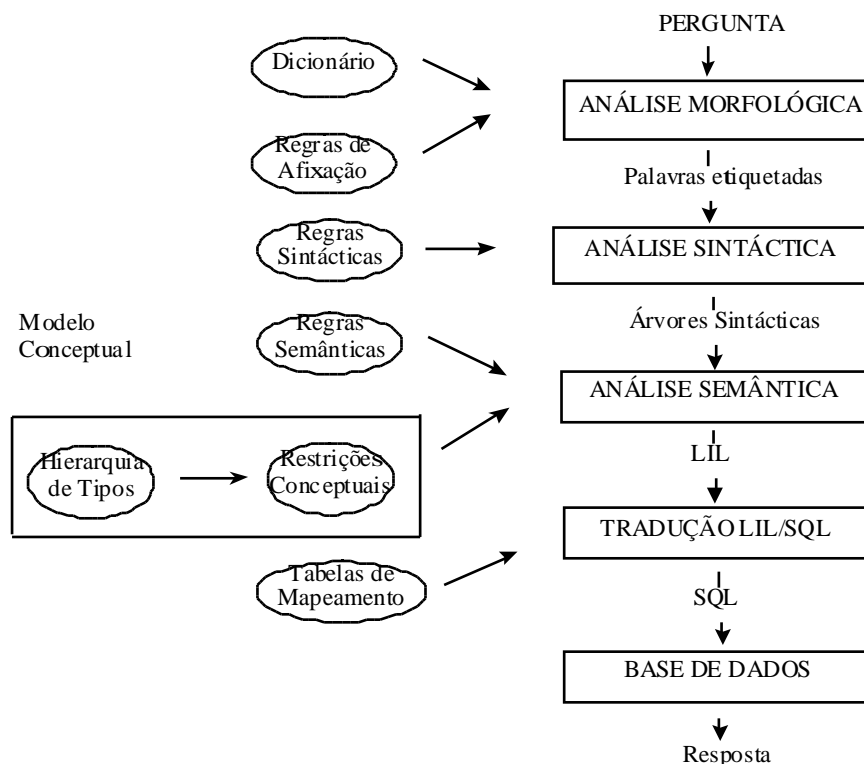 PERGUNTA
Dicionário
ANÁLISE MORFOLÓGICA
Regras de
Afixação
Palavras etiquetadas
Regras
Sintácticas
ANÁLISE SINTÁCTICA
Modelo
Conceptual
Regras
Semânticas
Árvores Sintácticas
ANÁLISE SEMÂNTICA
Hierarquia
de Tipos
Restrições
Conceptuais
LIL
TRADUÇÃO LIL/SQL
Tabelas de
Mapeamento
SQL
BASE DE DADOS
Resposta